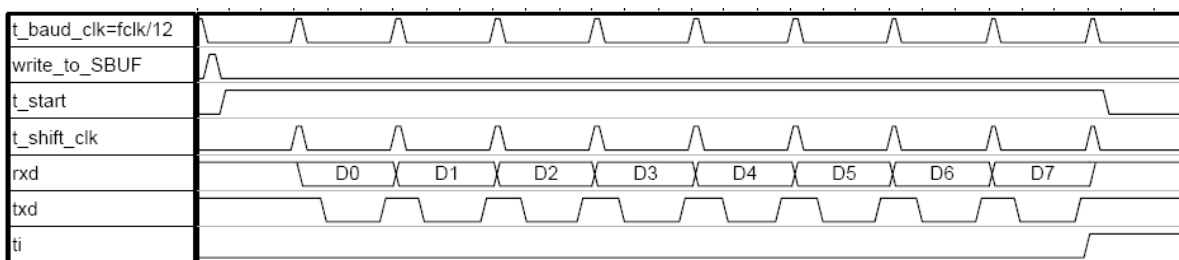 t_baud_clk=fclk/12
write_to_SBUF
t_start
t_shift_clk
rxd D0 D1 D2 D3 D4 D5 D6 D7
txd
ti